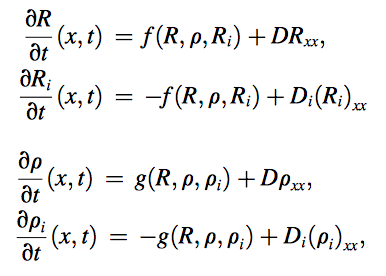 ∂R/∂t (x,t) = f(R,ρ,R_i) + DR_xx,
∂R_i/∂t (x,t) = −f(R,ρ,R_i) + D_i(R_i)_xx
∂ρ/∂t (x,t) = g(R,ρ,ρ_i) + Dρ_xx,
∂ρ_i/∂t (x,t) = −g(R,ρ,ρ_i) + D_i(ρ_i)_xx,